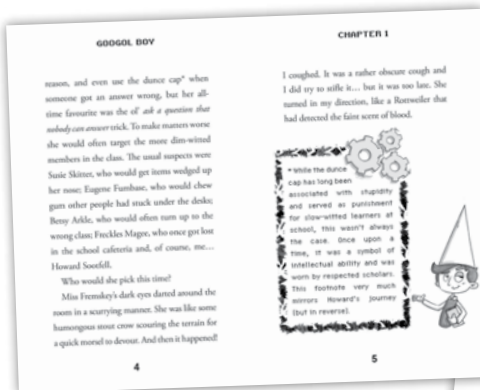 GOOGOL BOY
reason, and even use the dunce cap* when
someone got an answer wrong, but her all-
time favourite was the ol' ask a question that
nobody can answer trick. To make matters worse
she would often target the more dim-witted
members in the class. The usual suspects were
Susie Skitter, who would get items wedged up
her nose; Eugene Fumbase, who would chew
gum other people had stuck under the desks;
Betsy Arkle, who would often turn up to the
wrong class; Freckles Magee, who once got lost
in the school cafeteria and, of course, me…
Howard Sootfell.
Who would she pick this time?
Miss Fremskey's dark eyes darted around the
room in a scurrying manner. She was like some
humongous stout crow scouring the terrain for
a quick morsel to devour. And then it happened!
4
CHAPTER 1
I coughed. It was a rather obscure cough and
I did try to stifle it… but it was too late. She
turned in my direction, like a Rottweiler that
had detected the faint scent of blood.
* While the dunce
cap has long been
associated with stupidity
and served as punishment
for slow-witted learners at
school, this wasn't always
the case. Once upon a
time, it was a symbol of
intellectual ability and was
worn by respected scholars.
This footnote very much
mirrors Howard's journey
(but in reverse).
5